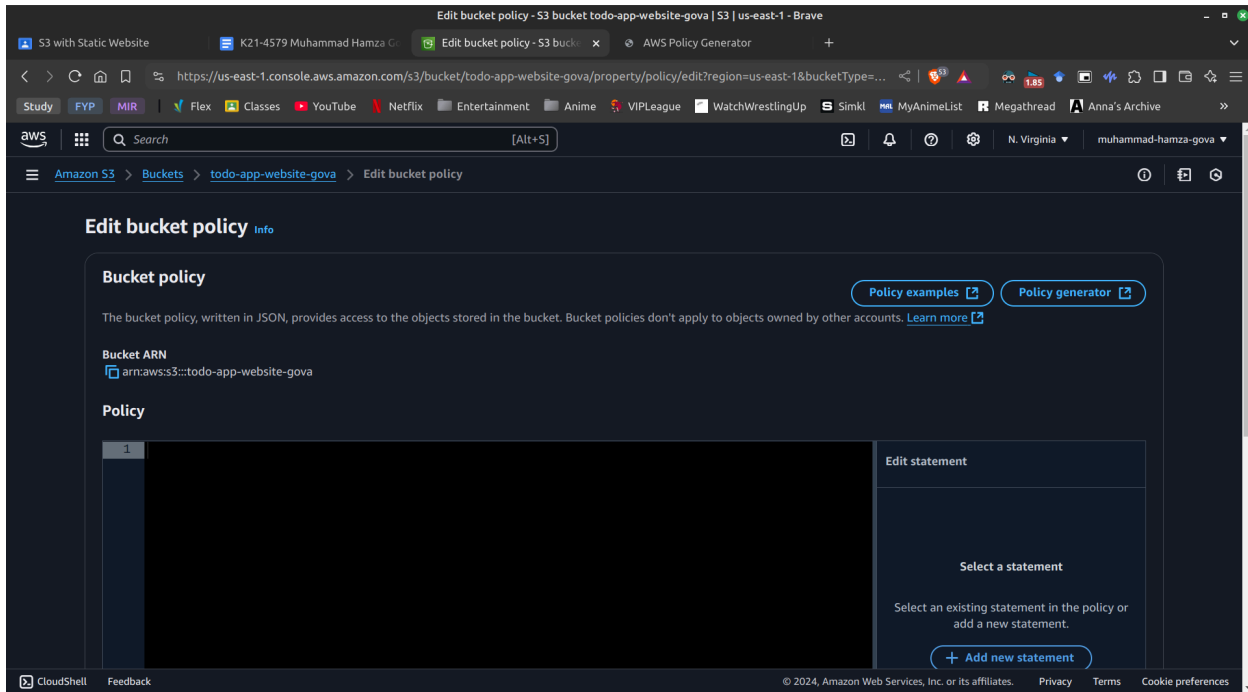 Edit bucket policy - S3 bucket todo-app-website-gova | S3 | us-east-1 - Brave
S3 with Static Website K21-4579 Muhammad Hamza Go Edit bucket policy - S3 bucke x AWS Policy Generator +
https://us-east-1.console.aws.amazon.com/s3/bucket/todo-app-website-gova/property/policy/edit?region=us-east-1&bucketType=... 53 1.85
Study FYP MIR Flex Classes YouTube Netflix Entertainment Anime VIPLeague WatchWrestlingUp Simkl MAL MyAnimeList Megathread Anna's Archive »
aws Search [Alt+S] N. Virginia ▼ muhammad-hamza-gova ▼
Amazon S3 > Buckets > todo-app-website-gova > Edit bucket policy
Edit bucket policy Info
Bucket policy
Policy examples Policy generator
The bucket policy, written in JSON, provides access to the objects stored in the bucket. Bucket policies don't apply to objects owned by other accounts. Learn more
Bucket ARN
arn:aws:s3:::todo-app-website-gova
Policy
1
Edit statement
Select a statement
Select an existing statement in the policy or
add a new statement.
+ Add new statement
CloudShell Feedback © 2024, Amazon Web Services, Inc. or its affiliates. Privacy Terms Cookie preferences